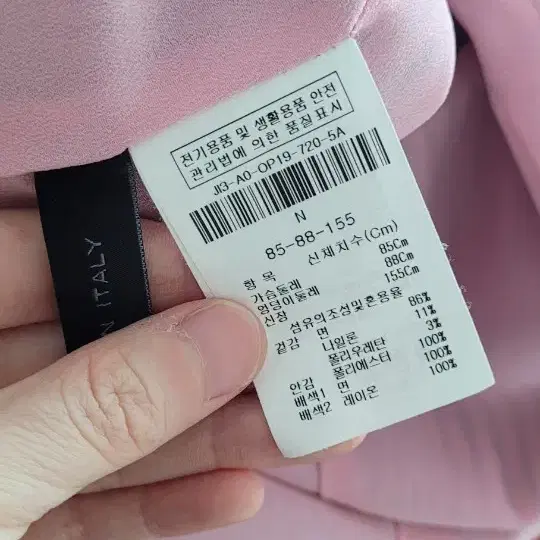 전기용품 및 생활용품 안전
관리법에 의한 품질표시
JI3-A0-OP19-720-5A
N
85-88-155
항 목 신체치수(Cm)
가슴둘레 85Cm
엉덩이둘레 88Cm
신장 155Cm
섬유의조성및혼용율
겉감 면 86%
나일론 11%
폴리우레탄 3%
안감 폴리에스터 100%
배색1 면 100%
배색2 레이온 100%
N ITALY